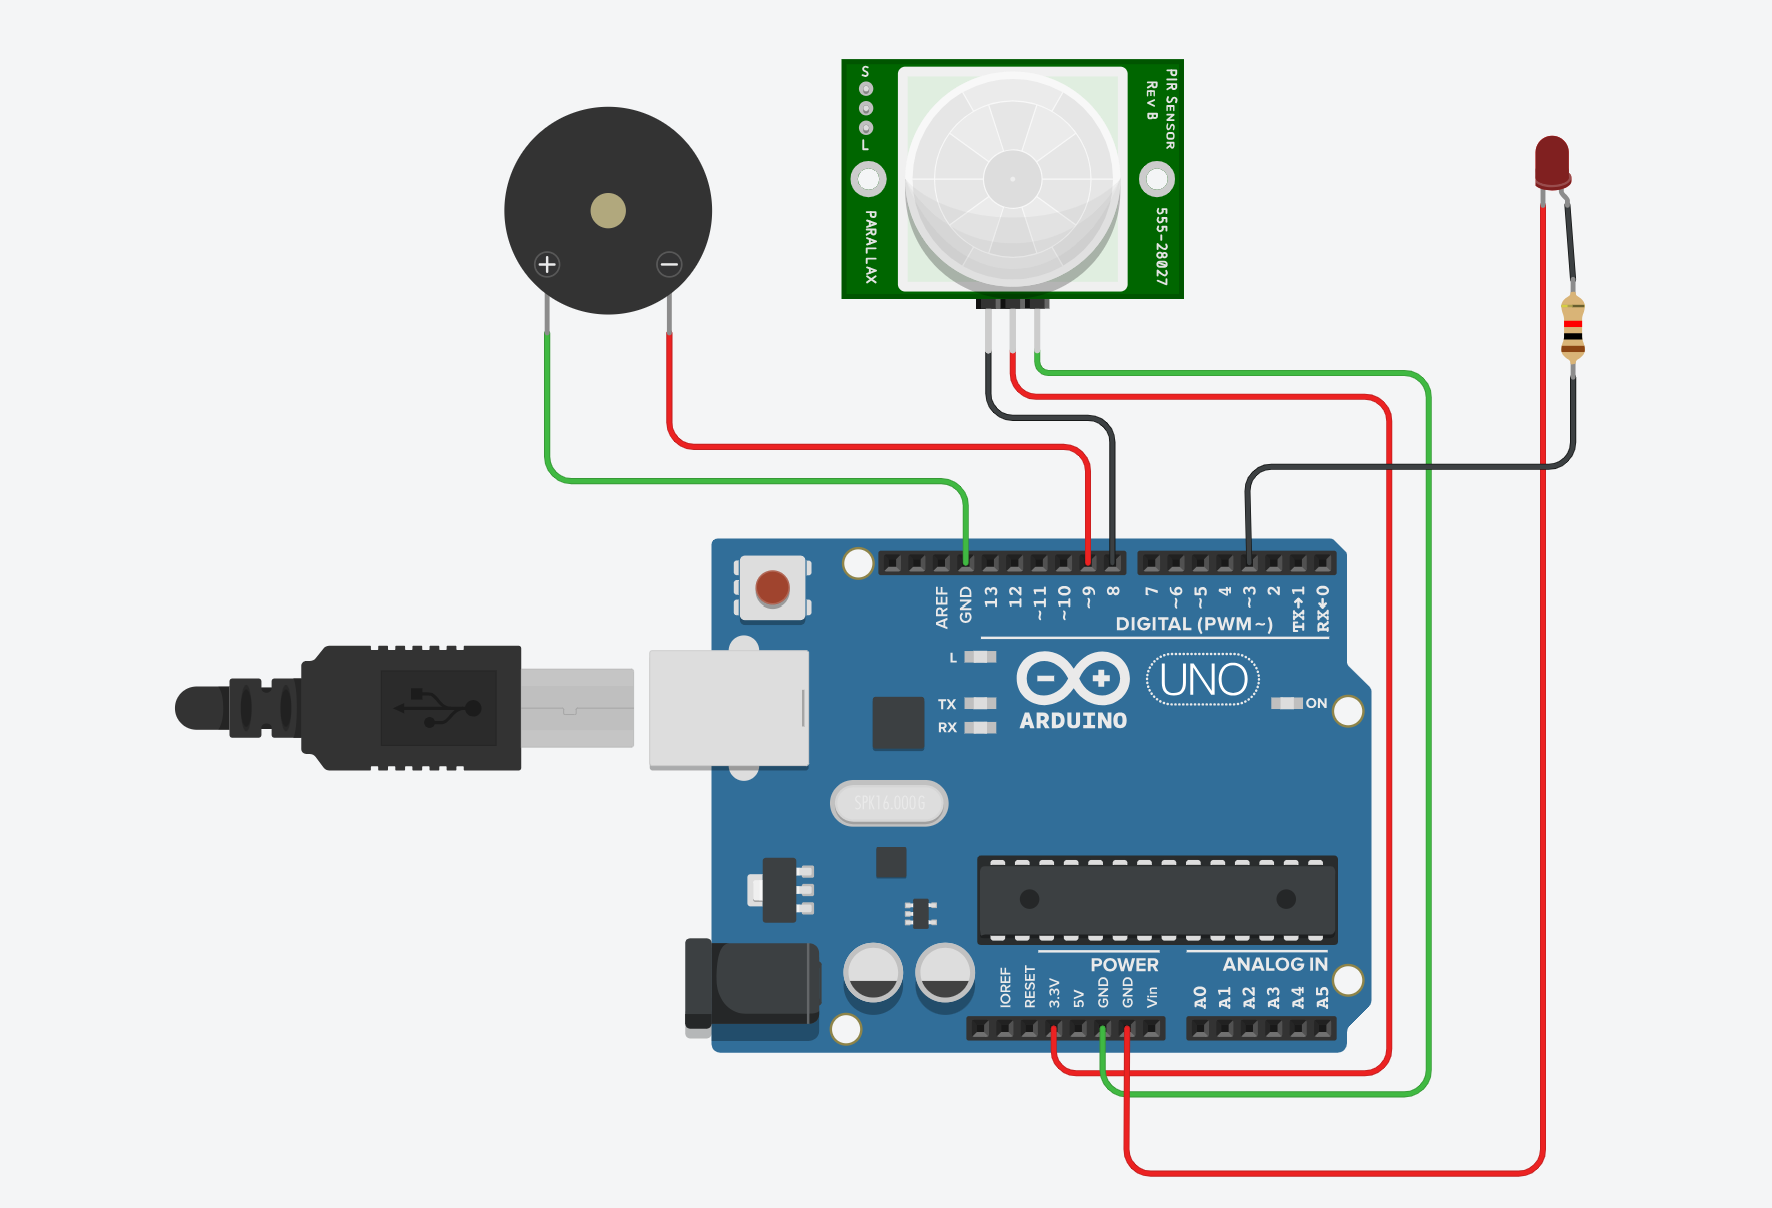 S
L
PARALLAX
PIR SENSOR
REV B
555-28027
+
−
AREF
GND
13
12
~11
~10
~9
8
7
~6
~5
4
~3
2
TX→1
RX←0
DIGITAL (PWM~)
L
TX
RX
ARDUINO
UNO
ON
SPK16.000G
POWER
ANALOG IN
IOREF
RESET
3.3V
5V
GND
GND
Vin
A0
A1
A2
A3
A4
A5